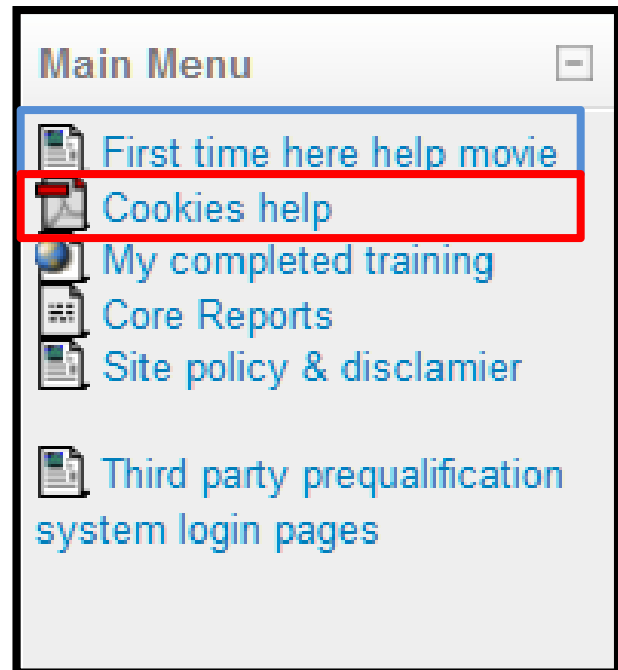 Main Menu
First time here help movie
Cookies help
My completed training
Core Reports
Site policy & disclamier
Third party prequalification
system login pages